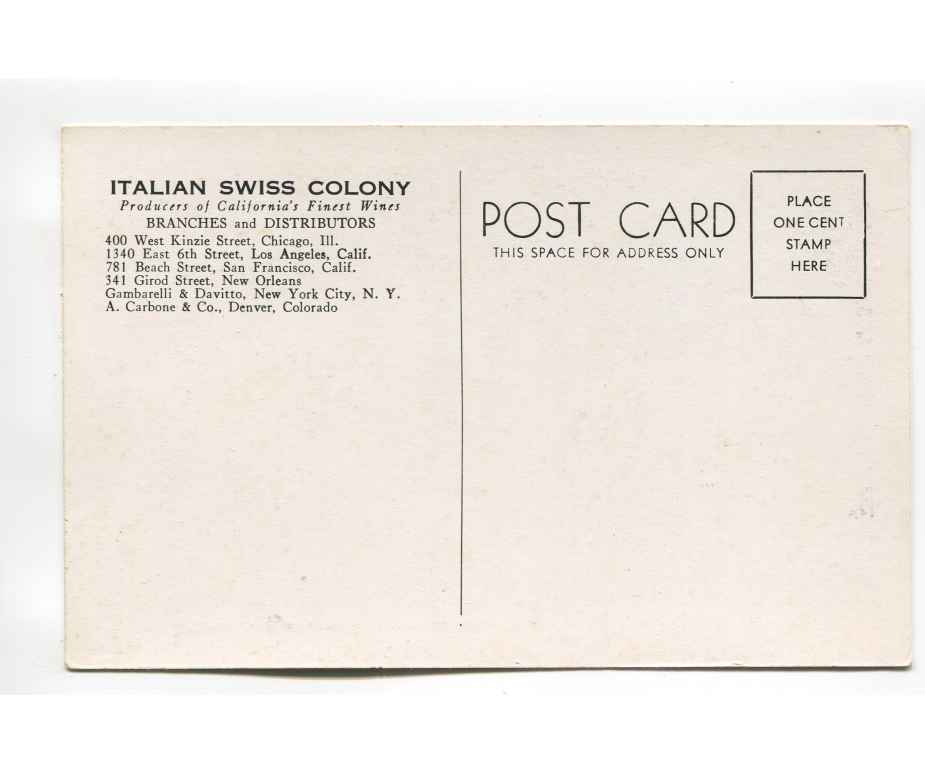 ITALIAN SWISS COLONY
Producers of California's Finest Wines
BRANCHES and DISTRIBUTORS
400 West Kinzie Street, Chicago, Ill.
1340 East 6th Street, Los Angeles, Calif.
781 Beach Street, San Francisco, Calif.
341 Girod Street, New Orleans
Gambarelli & Davitto, New York City, N. Y.
A. Carbone & Co., Denver, Colorado
POST CARD
THIS SPACE FOR ADDRESS ONLY
PLACE
ONE CENT
STAMP
HERE